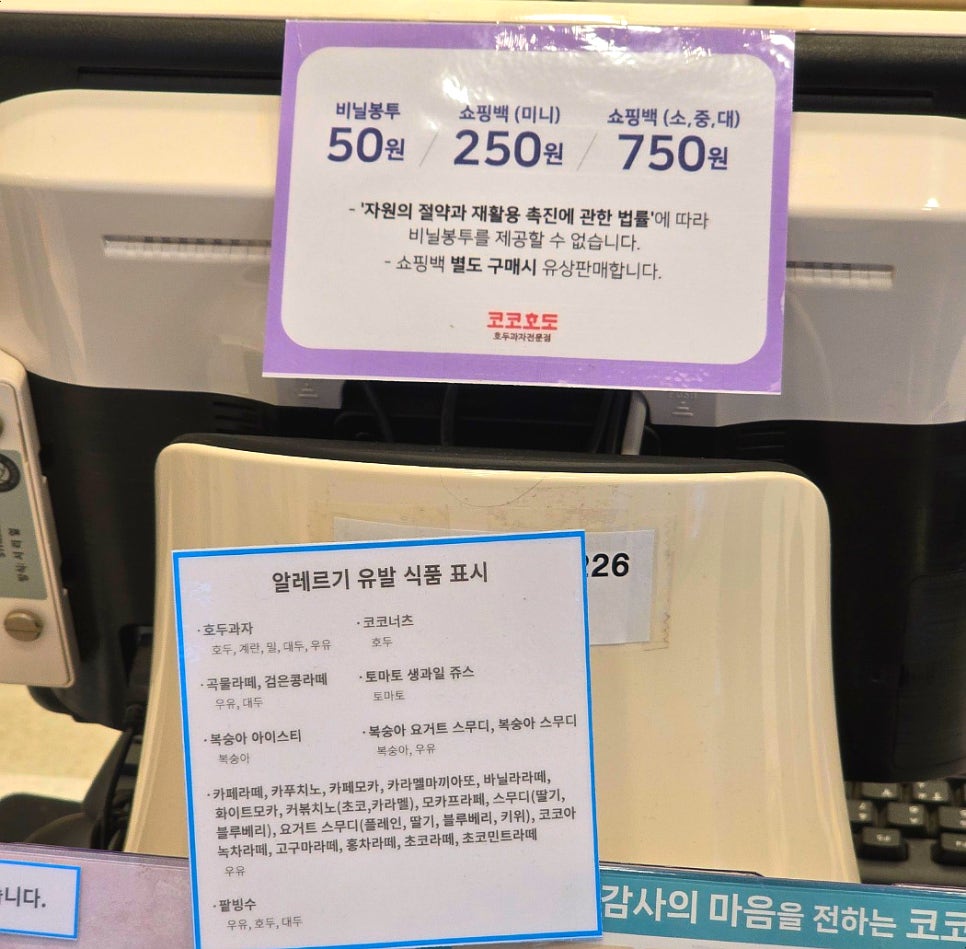 비닐봉투
50원
쇼핑백 (미니)
250원
쇼핑백 (소,중,대)
750원
- '자원의 절약과 재활용 촉진에 관한 법률'에 따라
비닐봉투를 제공할 수 없습니다.
- 쇼핑백 별도 구매시 유상판매합니다.
코코호도
호두과자전문점
26
알레르기 유발 식품 표시
·호두과자
호두, 계란, 밀, 대두, 우유
·코코너츠
호두
·곡물라떼, 검은콩라떼
우유, 대두
·토마토 생과일 쥬스
토마토
·복숭아 아이스티
복숭아
·복숭아 요거트 스무디, 복숭아 스무디
복숭아, 우유
·카페라떼, 카푸치노, 카페모카, 카라멜마끼아또, 바닐라라떼,
화이트모카, 커볶치노(초코,카라멜), 모카프라페, 스무디(딸기,
블루베리), 요거트 스무디(플레인, 딸기, 블루베리, 키위), 코코아
녹차라떼, 고구마라떼, 홍차라떼, 초코라떼, 초코민트라떼
우유
·팥빙수
우유, 호두, 대두
습니다.
감사의 마음을 전하는 코코